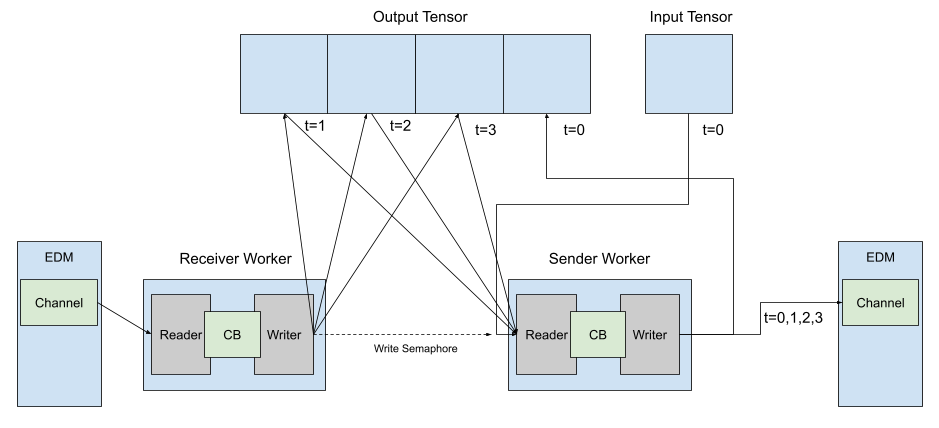 Output Tensor
Input Tensor
t=1
t=2
t=3
t=0
t=0
EDM
Channel
Receiver Worker
Reader
CB
Writer
Write Semaphore
Sender Worker
Reader
CB
Writer
t=0,1,2,3
EDM
Channel